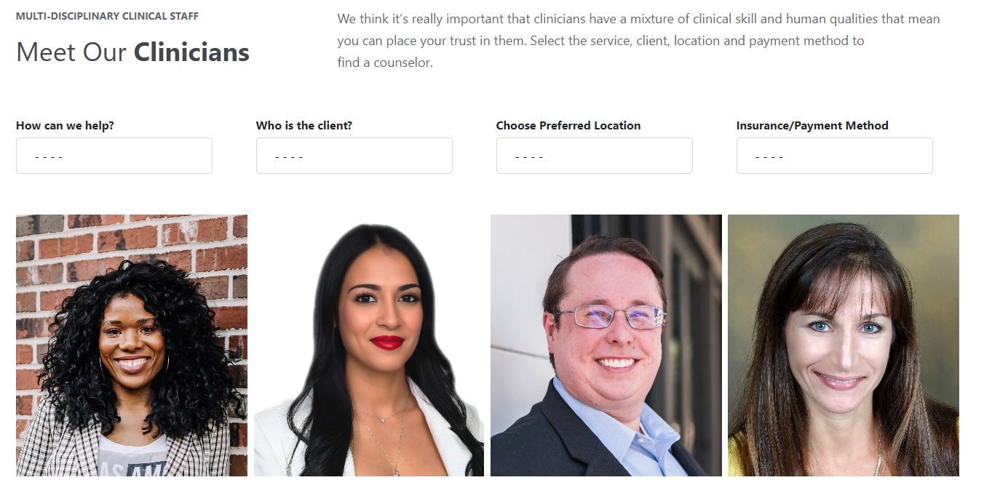 MULTI-DISCIPLINARY CLINICAL STAFF
Meet Our Clinicians
We think it’s really important that clinicians have a mixture of clinical skill and human qualities that mean
you can place your trust in them. Select the service, client, location and payment method to
find a counselor.
How can we help?
- - - -
Who is the client?
- - - -
Choose Preferred Location
- - - -
Insurance/Payment Method
- - - -